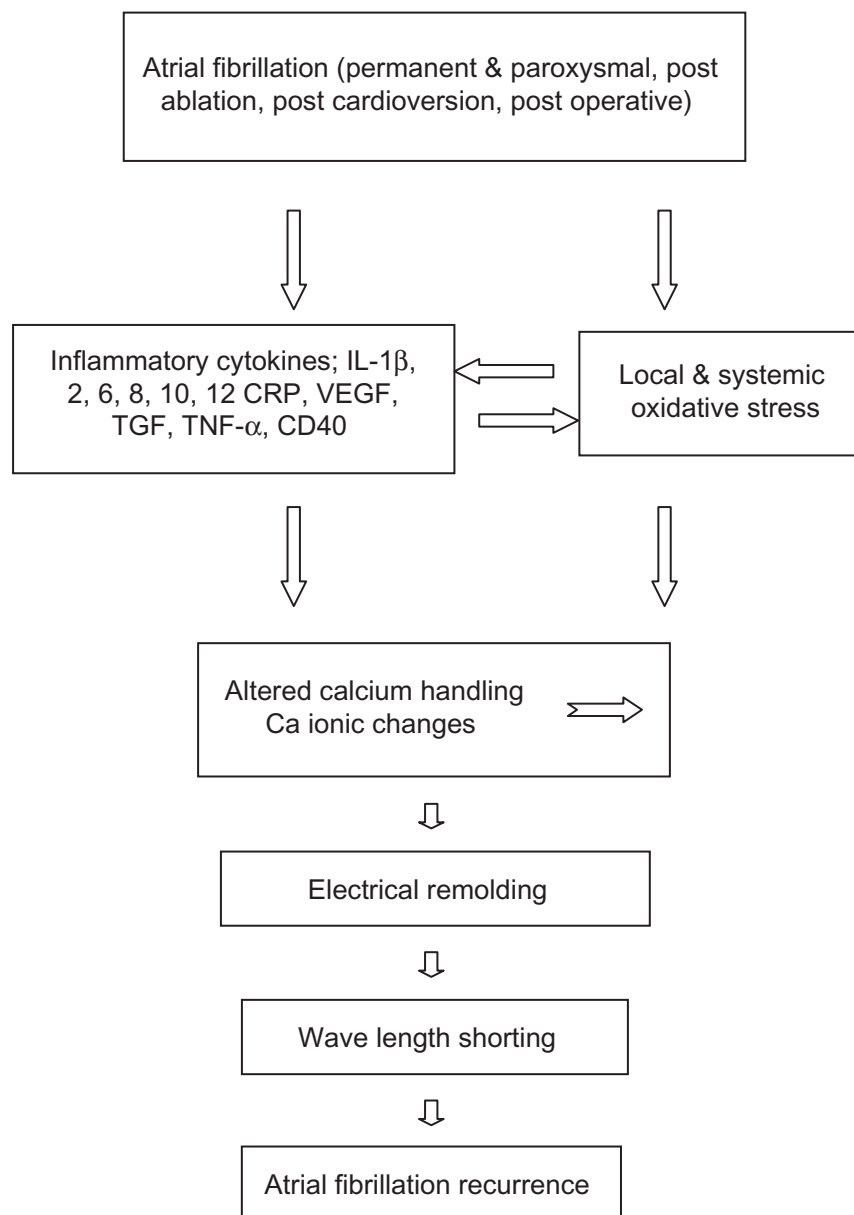 Atrial fibrillation (permanent & paroxysmal, post
ablation, post cardioversion, post operative)
Inflammatory cytokines; IL-1β,
2, 6, 8, 10, 12 CRP, VEGF,
TGF, TNF-α, CD40
Local & systemic
oxidative stress
Altered calcium handling
Ca ionic changes
Electrical remolding
Wave length shorting
Atrial fibrillation recurrence